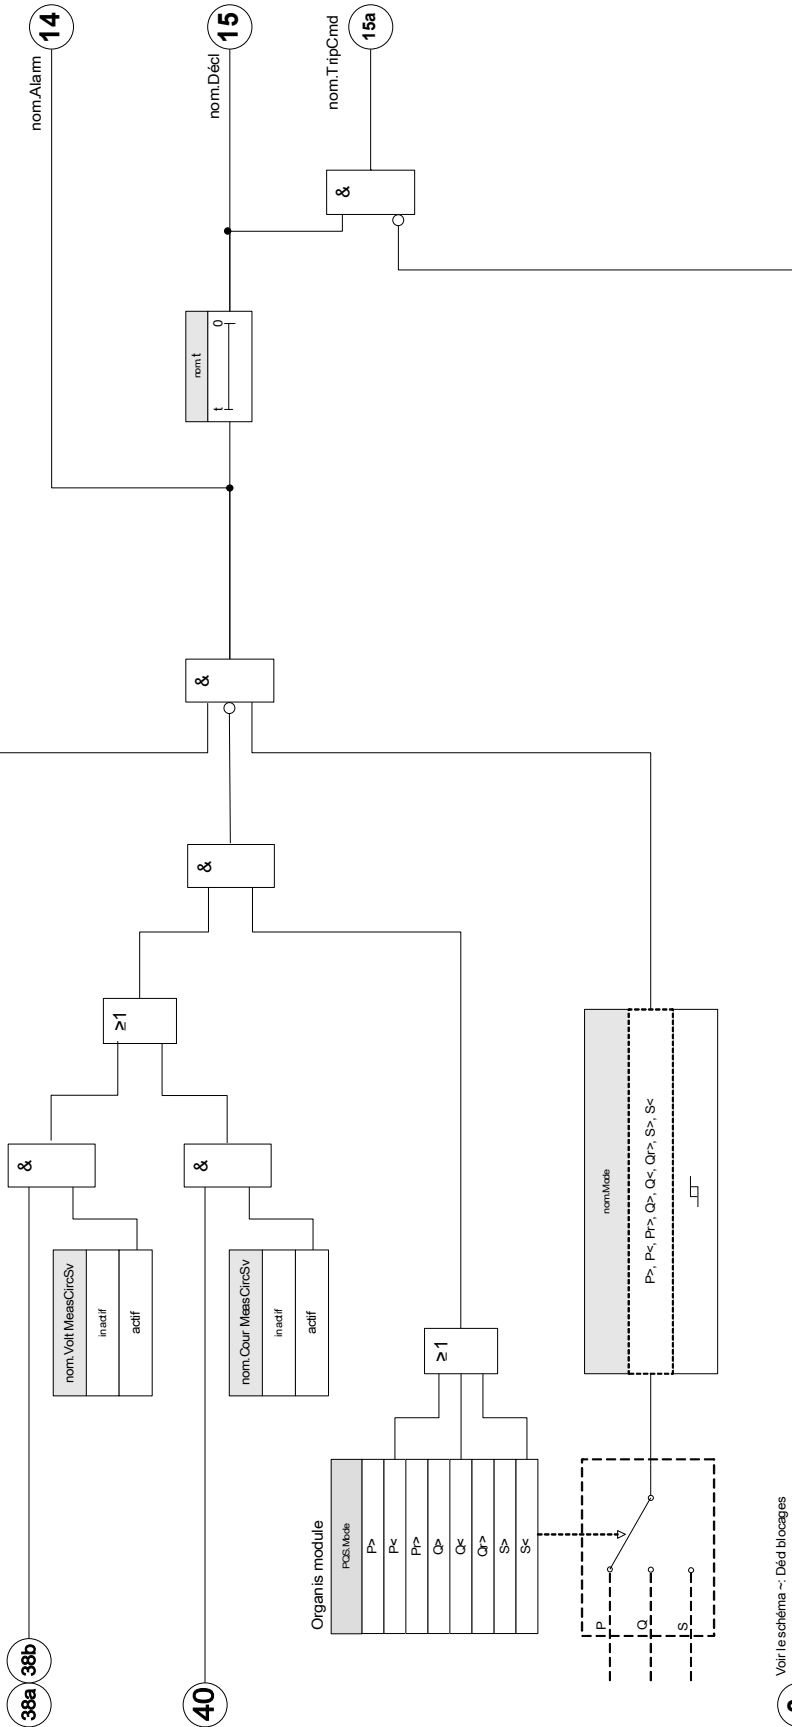 14
nom.Alarm
15
nom.Décl
15a
nom.TripCmd
&
nom.t
t
0
&
&
≥1
&
&
nom.Volt MeasCircSv
inactif
actif
nom.Cour MeasCircSv
inactif
actif
38a
38b
40
≥1
Organis module
PQS.Mode
P>
P<
Pr>
Q>
Q<
Qr>
S>
S<
nom.Mode
P>, P<, Pr>, Q>, Q<, Qr>, S>, S<
P
Q
S
Voir le schéma ~: Déd blocages